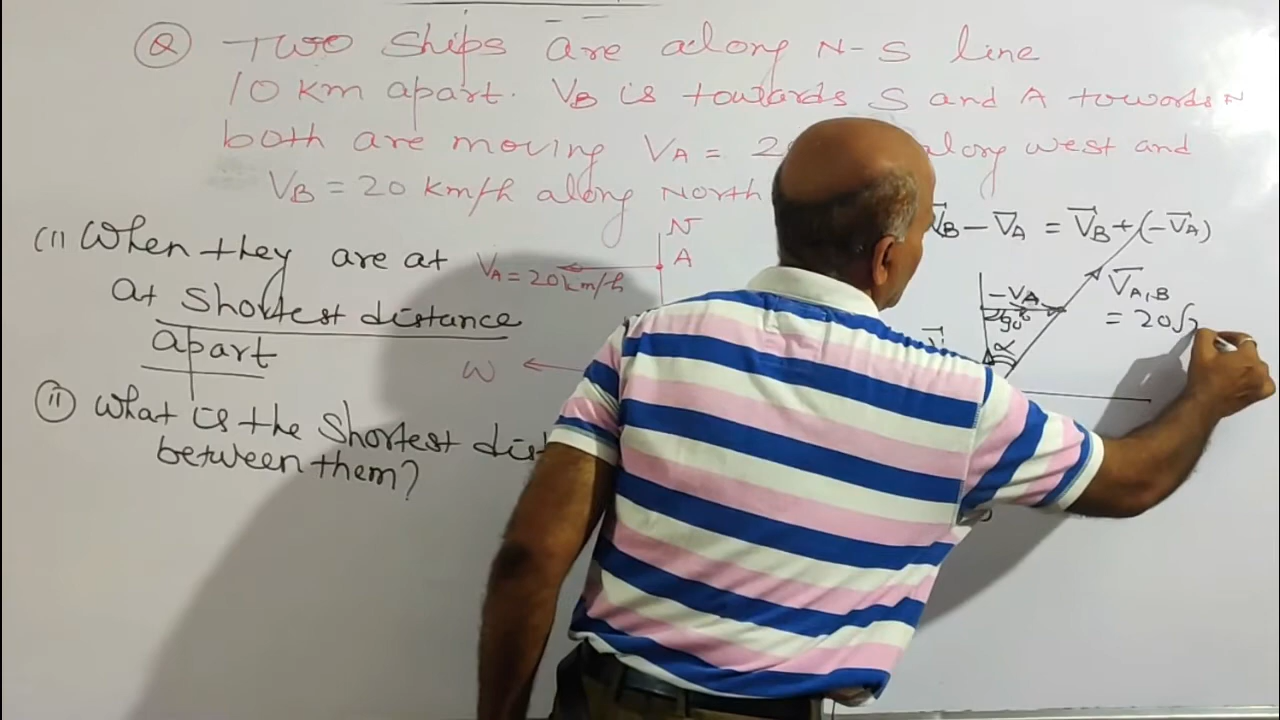 Q Two ships are along N-S line
10 km apart. VB is towards S and A towards N
both are moving VA = 2 along west and
VB = 20 km/h along North
VB - VA = VB + (-VA)
(I) When they are at
at shortest distance
apart
N
A
VA = 20 km/h
W
-VA
90°
α
VA,B
= 20√
(II) What is the shortest dist
between them?